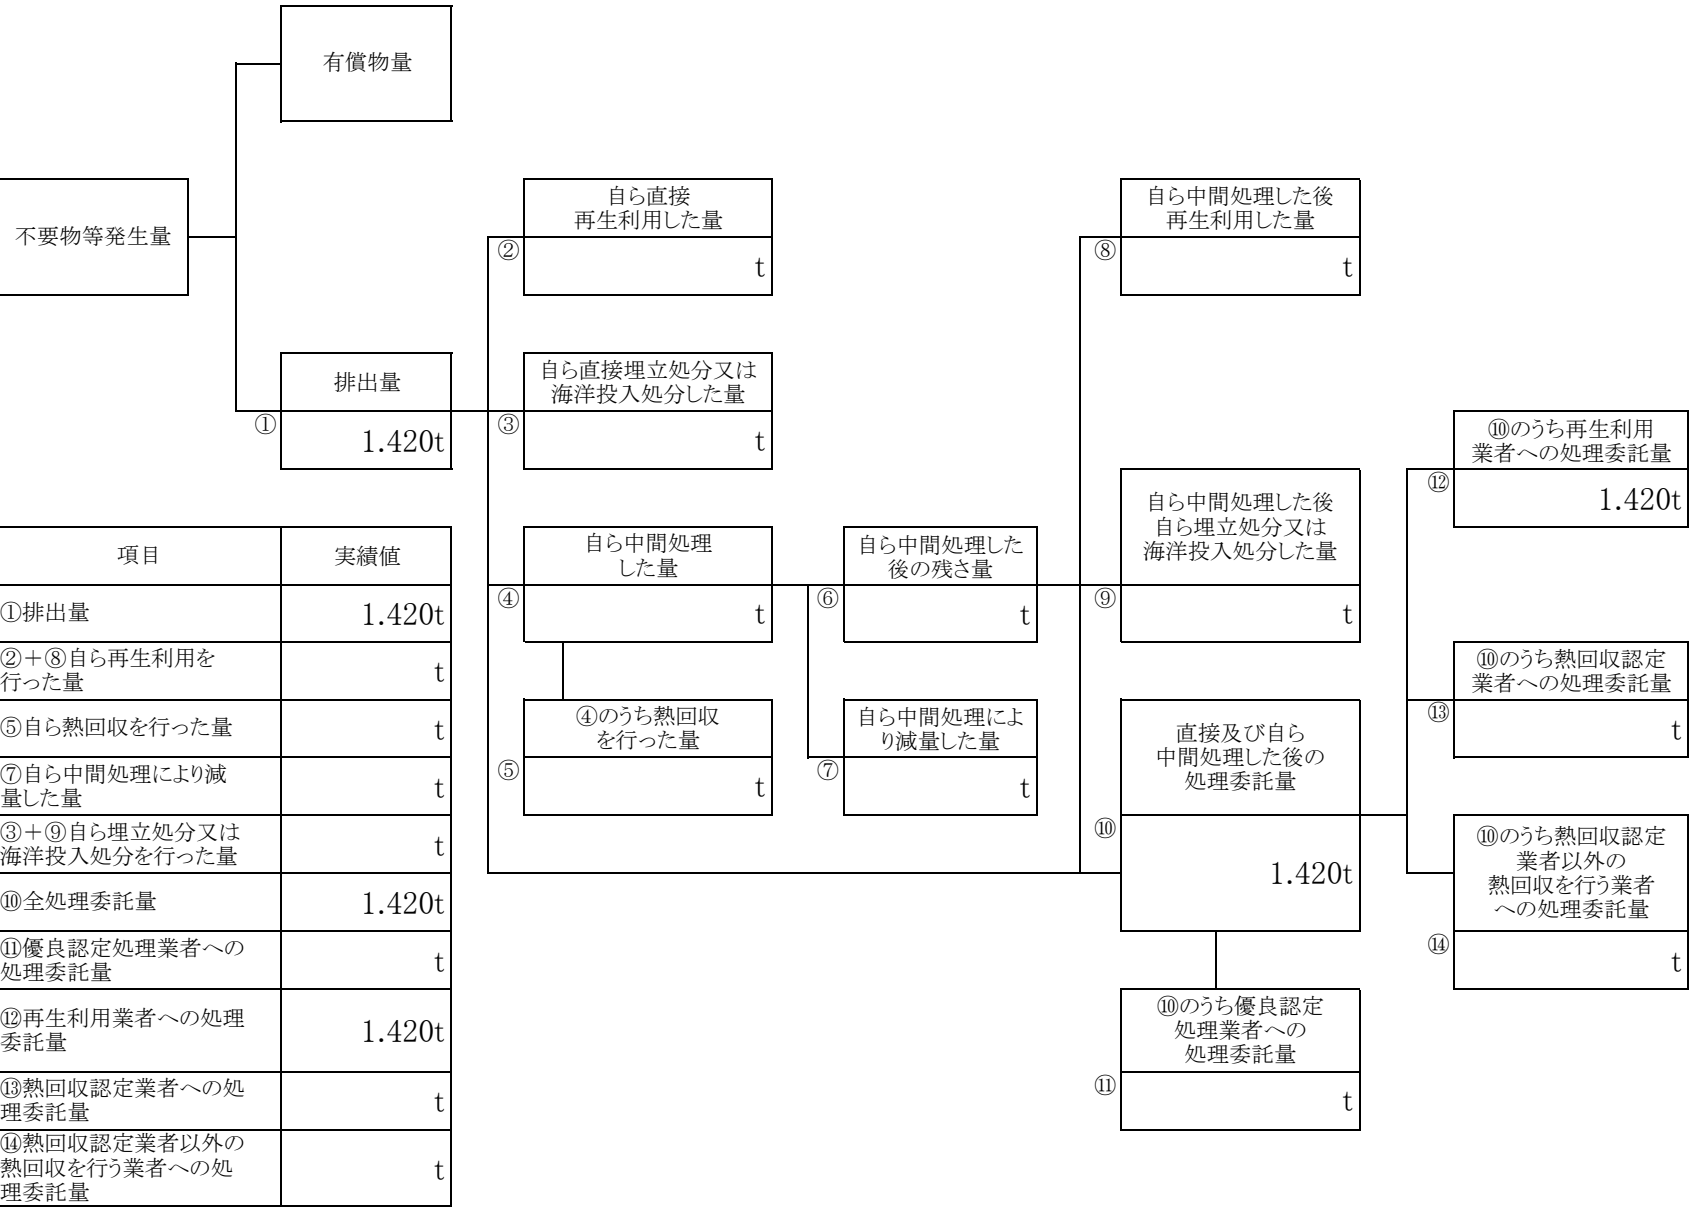 有償物量
不要物等発生量
自ら直接
再生利用した量
②
t
自ら中間処理した後
再生利用した量
⑧
t
排出量
①
1.420t
自ら直接埋立処分又は
海洋投入処分した量
③
t
⑩のうち再生利用
業者への処理委託量
⑫
1.420t
自ら中間処理した後
自ら埋立処分又は
海洋投入処分した量
⑨
t
自ら中間処理
した量
④
t
自ら中間処理した
後の残さ量
⑥
t
④のうち熱回収
を行った量
⑤
t
自ら中間処理によ
り減量した量
⑦
t
直接及び自ら
中間処理した後の
処理委託量
⑩
1.420t
⑩のうち熱回収認定
業者への処理委託量
⑬
t
⑩のうち熱回収認定
業者以外の
熱回収を行う業者
への処理委託量
⑭
t
⑩のうち優良認定
処理業者への
処理委託量
⑪
t
項目 実績値
①排出量 1.420t
②＋⑧自ら再生利用を
行った量 t
⑤自ら熱回収を行った量 t
⑦自ら中間処理により減
量した量 t
③＋⑨自ら埋立処分又は
海洋投入処分を行った量 t
⑩全処理委託量 1.420t
⑪優良認定処理業者への
処理委託量 t
⑫再生利用業者への処理
委託量 1.420t
⑬熱回収認定業者への処
理委託量 t
⑭熱回収認定業者以外の
熱回収を行う業者への処
理委託量 t